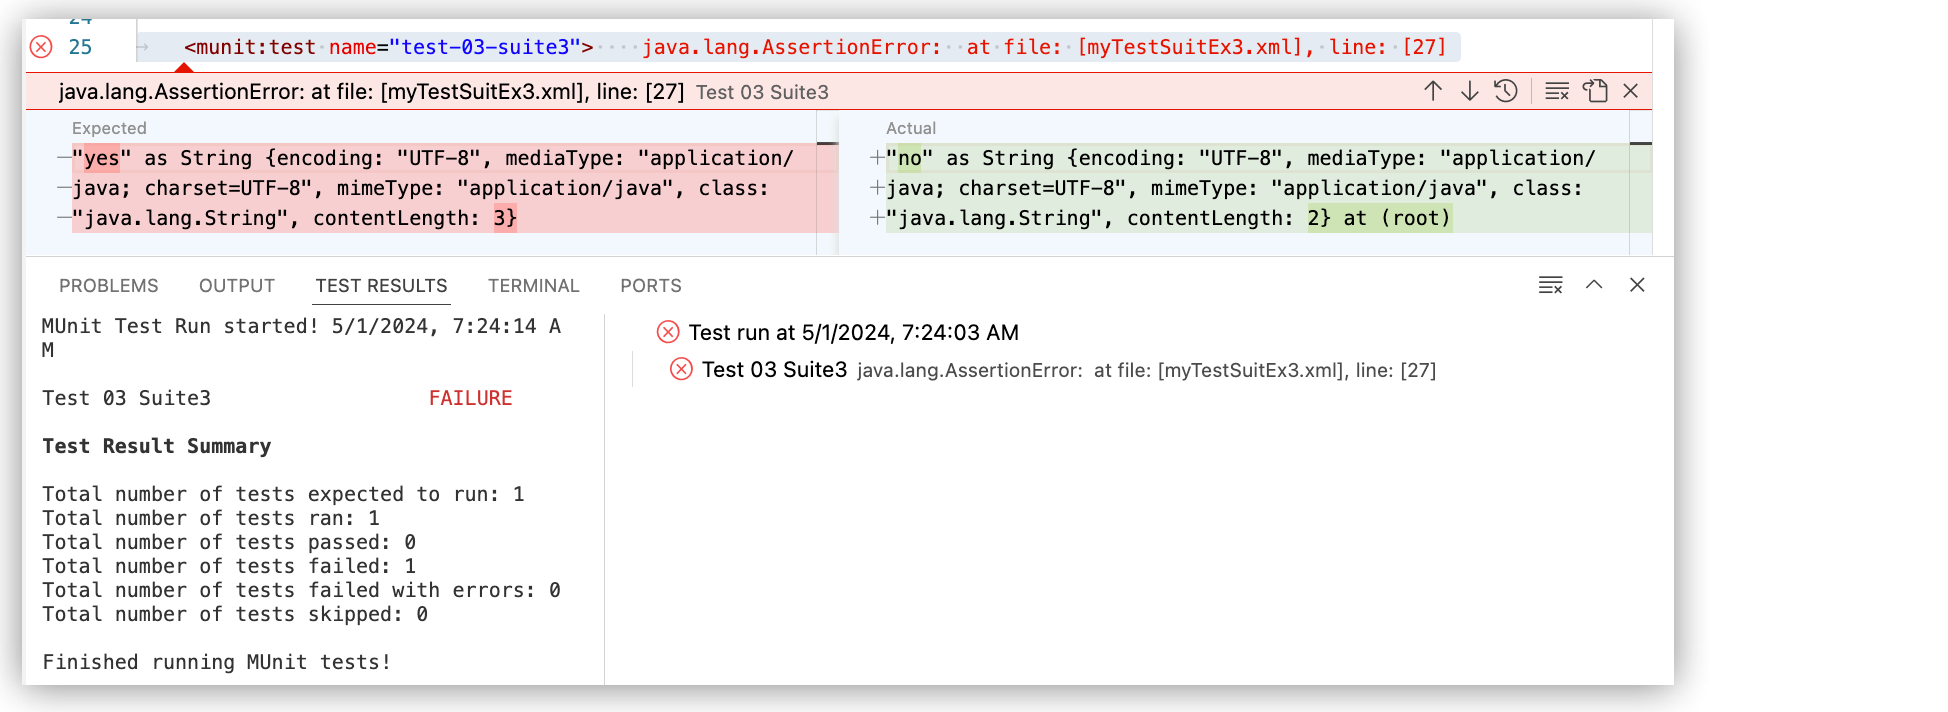 24
25 <munit:test name="test-03-suite3"> java.lang.AssertionError: at file: [myTestSuitEx3.xml], line: [27]
java.lang.AssertionError: at file: [myTestSuitEx3.xml], line: [27] Test 03 Suite3
Expected
"yes" as String {encoding: "UTF-8", mediaType: "application/
java; charset=UTF-8", mimeType: "application/java", class:
"java.lang.String", contentLength: 3}
Actual
"no" as String {encoding: "UTF-8", mediaType: "application/
java; charset=UTF-8", mimeType: "application/java", class:
"java.lang.String", contentLength: 2} at (root)
PROBLEMS OUTPUT TEST RESULTS TERMINAL PORTS
MUnit Test Run started! 5/1/2024, 7:24:14 A
M
Test 03 Suite3 FAILURE
Test Result Summary
Total number of tests expected to run: 1
Total number of tests ran: 1
Total number of tests passed: 0
Total number of tests failed: 1
Total number of tests failed with errors: 0
Total number of tests skipped: 0
Finished running MUnit tests!
Test run at 5/1/2024, 7:24:03 AM
Test 03 Suite3 java.lang.AssertionError: at file: [myTestSuitEx3.xml], line: [27]